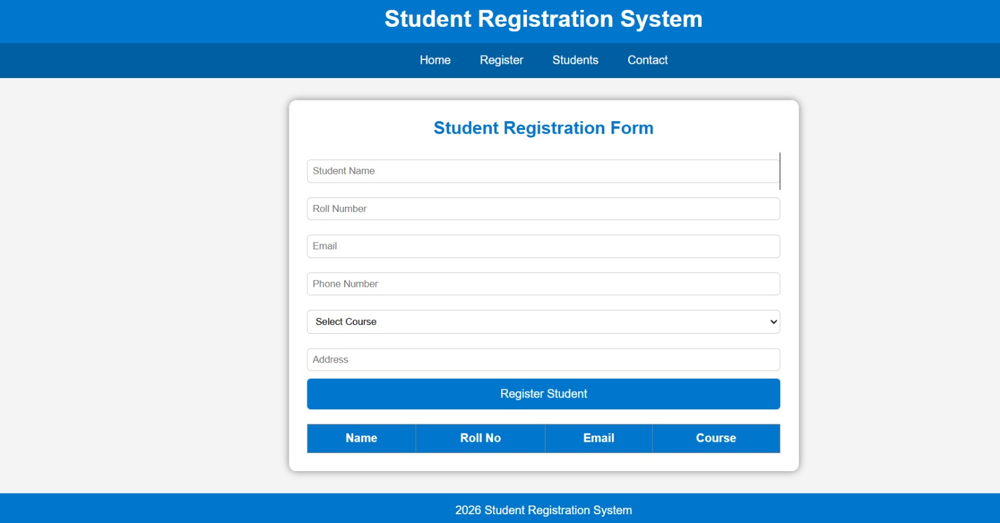 Student Registration System
Home Register Students Contact
Student Registration Form
Student Name
Roll Number
Email
Phone Number
Select Course
Address
Register Student
Name Roll No Email Course
2026 Student Registration System